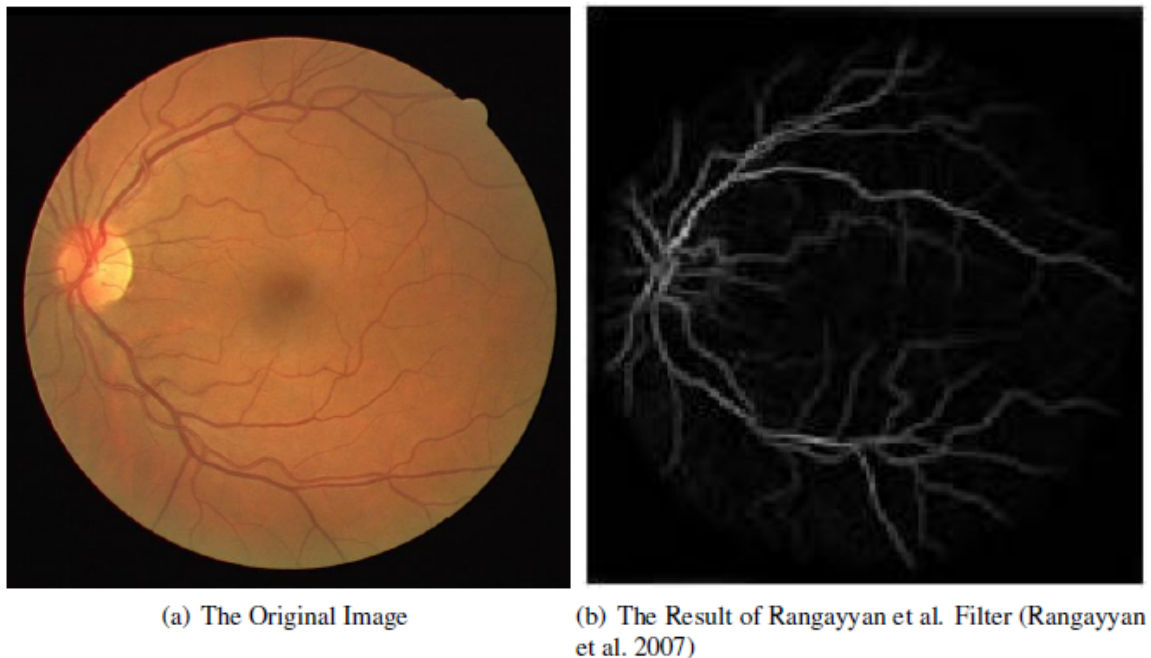 (a) The Original Image
(b) The Result of Rangayyan et al. Filter (Rangayyan
et al. 2007)